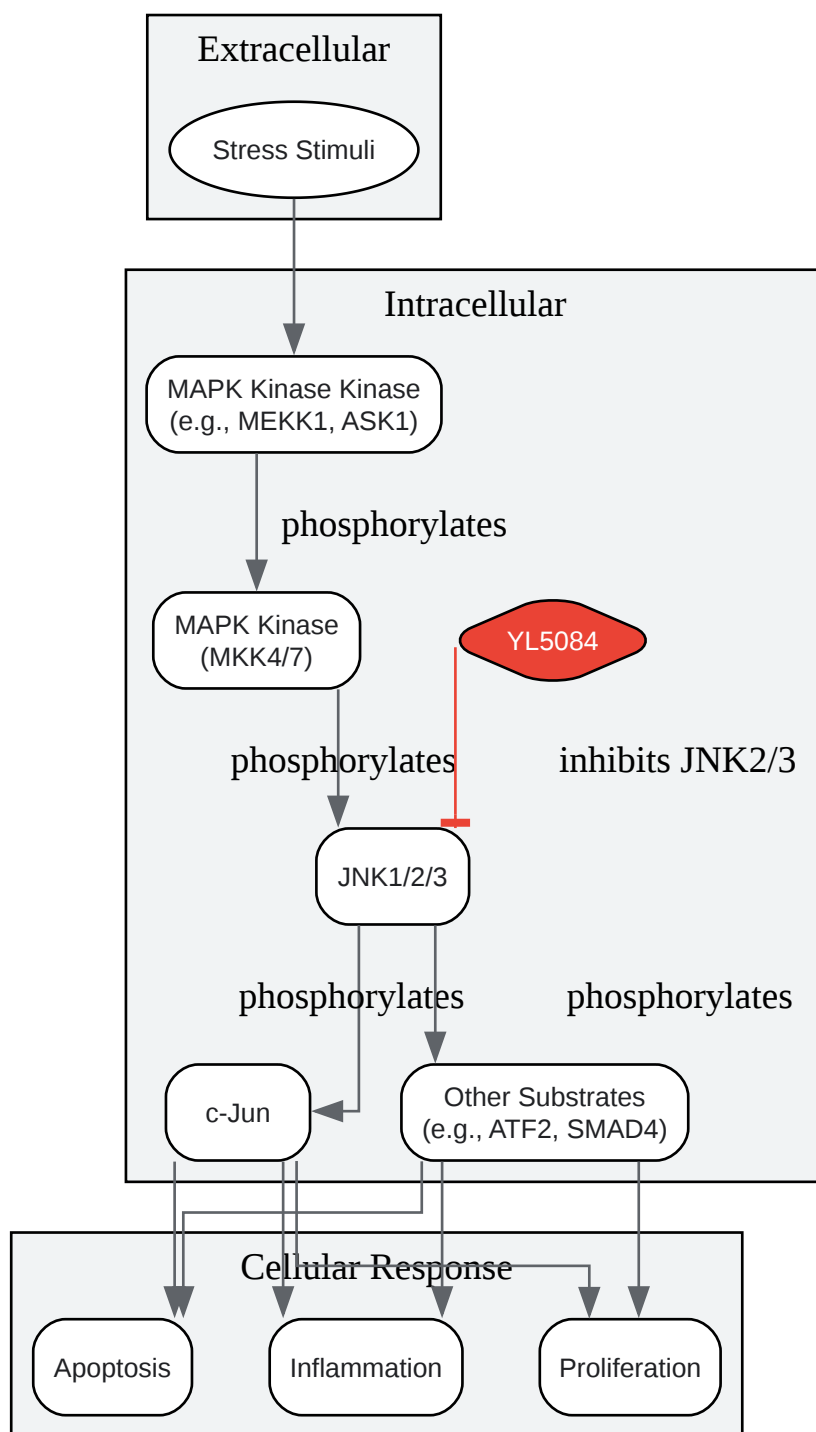 Extracellular
Stress Stimuli
Intracellular
MAPK Kinase Kinase
(e.g., MEKK1, ASK1)
phosphorylates
MAPK Kinase
(MKK4/7)
YL5084
phosphorylates
inhibits JNK2/3
JNK1/2/3
phosphorylates
phosphorylates
c-Jun
Other Substrates
(e.g., ATF2, SMAD4)
Cellular Response
Apoptosis
Inflammation
Proliferation